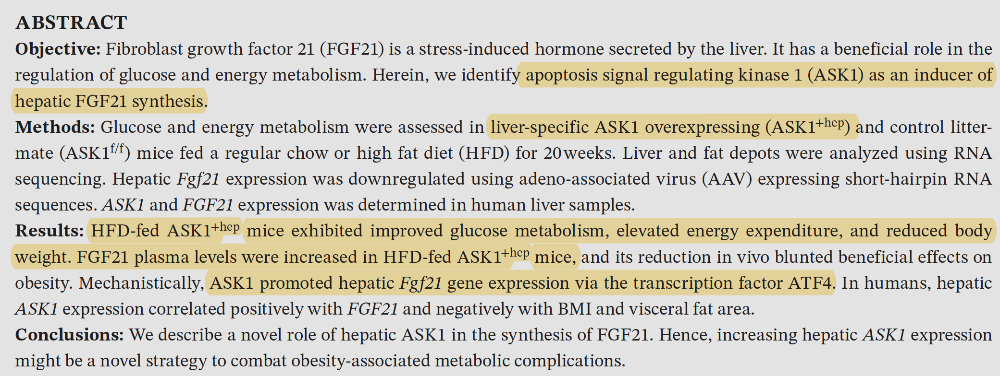 ABSTRACT
Objective: Fibroblast growth factor 21 (FGF21) is a stress-induced hormone secreted by the liver. It has a beneficial role in the
regulation of glucose and energy metabolism. Herein, we identify apoptosis signal regulating kinase 1 (ASK1) as an inducer of
hepatic FGF21 synthesis.
Methods: Glucose and energy metabolism were assessed in liver-specific ASK1 overexpressing (ASK1⁺ʰᵉᵖ) and control litter-
mate (ASK1ᶠ/ᶠ) mice fed a regular chow or high fat diet (HFD) for 20 weeks. Liver and fat depots were analyzed using RNA
sequencing. Hepatic Fgf21 expression was downregulated using adeno-associated virus (AAV) expressing short-hairpin RNA
sequences. ASK1 and FGF21 expression was determined in human liver samples.
Results: HFD-fed ASK1⁺ʰᵉᵖ mice exhibited improved glucose metabolism, elevated energy expenditure, and reduced body
weight. FGF21 plasma levels were increased in HFD-fed ASK1⁺ʰᵉᵖ mice, and its reduction in vivo blunted beneficial effects on
obesity. Mechanistically, ASK1 promoted hepatic Fgf21 gene expression via the transcription factor ATF4. In humans, hepatic
ASK1 expression correlated positively with FGF21 and negatively with BMI and visceral fat area.
Conclusions: We describe a novel role of hepatic ASK1 in the synthesis of FGF21. Hence, increasing hepatic ASK1 expression
might be a novel strategy to combat obesity-associated metabolic complications.